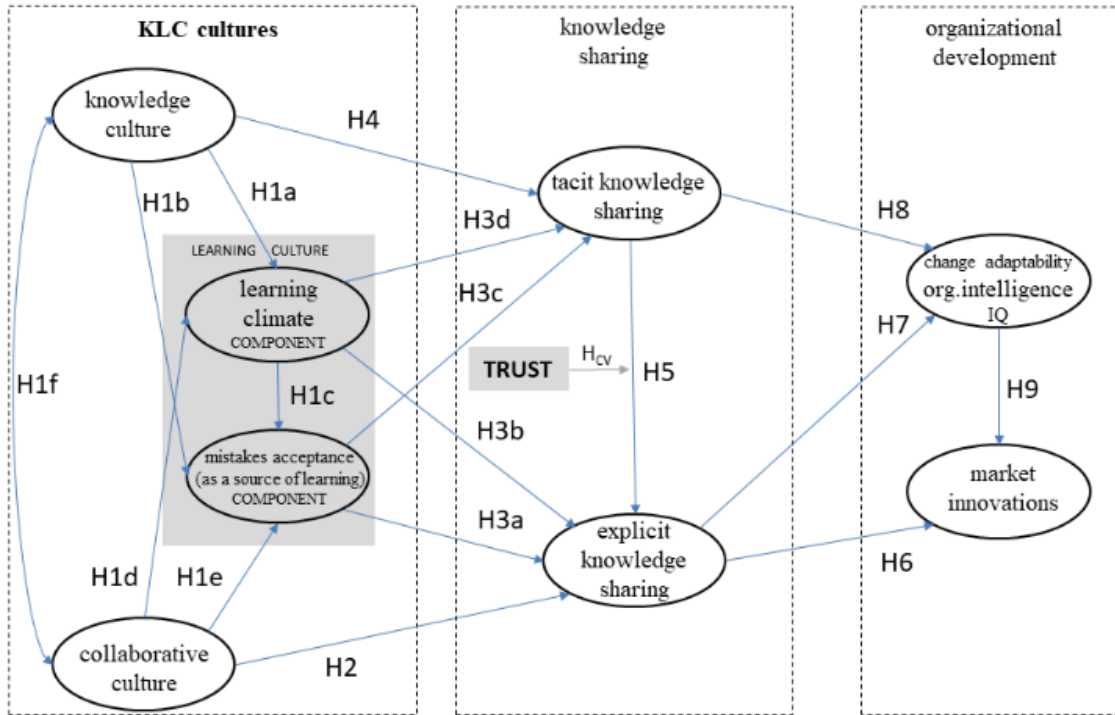 KLC cultures
knowledge
sharing
organizational
development
knowledge
culture
H4
H1b
H1a
tacit knowledge
sharing
H3d
H8
LEARNING CULTURE
learning
climate
COMPONENT
H3c
change adaptability
org.intelligence
IQ
H7
TRUST
HCV
H5
H1f
H1c
H9
H3b
mistakes acceptance
(as a source of learning)
COMPONENT
market
innovations
H3a
explicit
knowledge
sharing
H6
H1d
H1e
collaborative
culture
H2